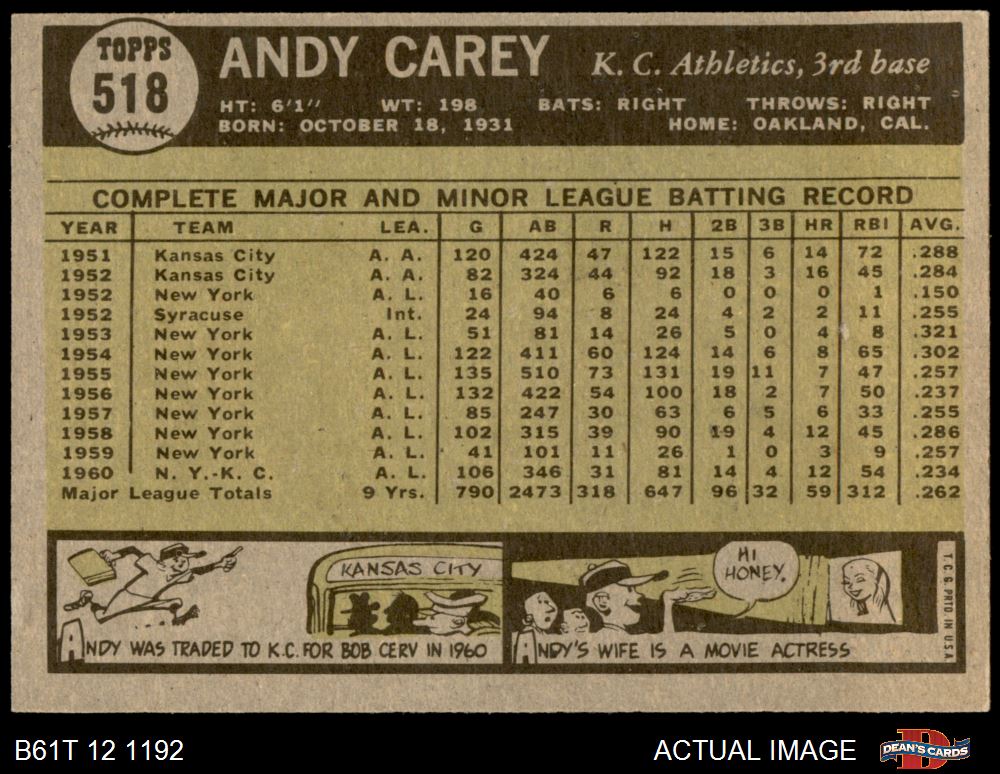 TOPPS
518
ANDY CAREY
K. C. Athletics, 3rd base
HT: 6'1" WT: 198 BATS: RIGHT THROWS: RIGHT
BORN: OCTOBER 18, 1931 HOME: OAKLAND, CAL.
COMPLETE MAJOR AND MINOR LEAGUE BATTING RECORD
YEAR TEAM LEA. G AB R H 2B 3B HR RBI AVG.
1951 Kansas City A. A. 120 424 47 122 15 6 14 72 .288
1952 Kansas City A. A. 82 324 44 92 18 3 16 45 .284
1952 New York A. L. 16 40 6 6 0 0 0 1 .150
1952 Syracuse Int. 24 94 8 24 4 2 2 11 .255
1953 New York A. L. 51 81 14 26 5 0 4 8 .321
1954 New York A. L. 122 411 60 124 14 6 8 65 .302
1955 New York A. L. 135 510 73 131 19 11 7 47 .257
1956 New York A. L. 132 422 54 100 18 2 7 50 .237
1957 New York A. L. 85 247 30 63 6 5 6 33 .255
1958 New York A. L. 102 315 39 90 19 4 12 45 .286
1959 New York A. L. 41 101 11 26 1 0 3 9 .257
1960 N. Y.-K. C. A. L. 106 346 31 81 14 4 12 54 .234
Major League Totals 9 Yrs. 790 2473 318 647 96 32 59 312 .262
KANSAS CITY
HI
HONEY.
ANDY WAS TRADED TO K.C. FOR BOB CERV IN 1960
ANDY'S WIFE IS A MOVIE ACTRESS
T. C. G. PRTD. IN U.S.A.
B61T 12 1192
ACTUAL IMAGE
DEAN'S CARDS